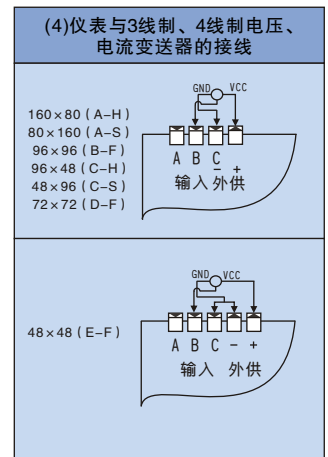 (4)仪表与3线制、4线制电压、
电流变送器的接线
160×80(A-H)
80×160(A-S)
96×96(B-F)
96×48(C-H)
48×96(C-S)
72×72(D-F)
GND VCC
A B C
- +
输入 外供
48×48(E-F)
GND VCC
A B C - +
输入 外供